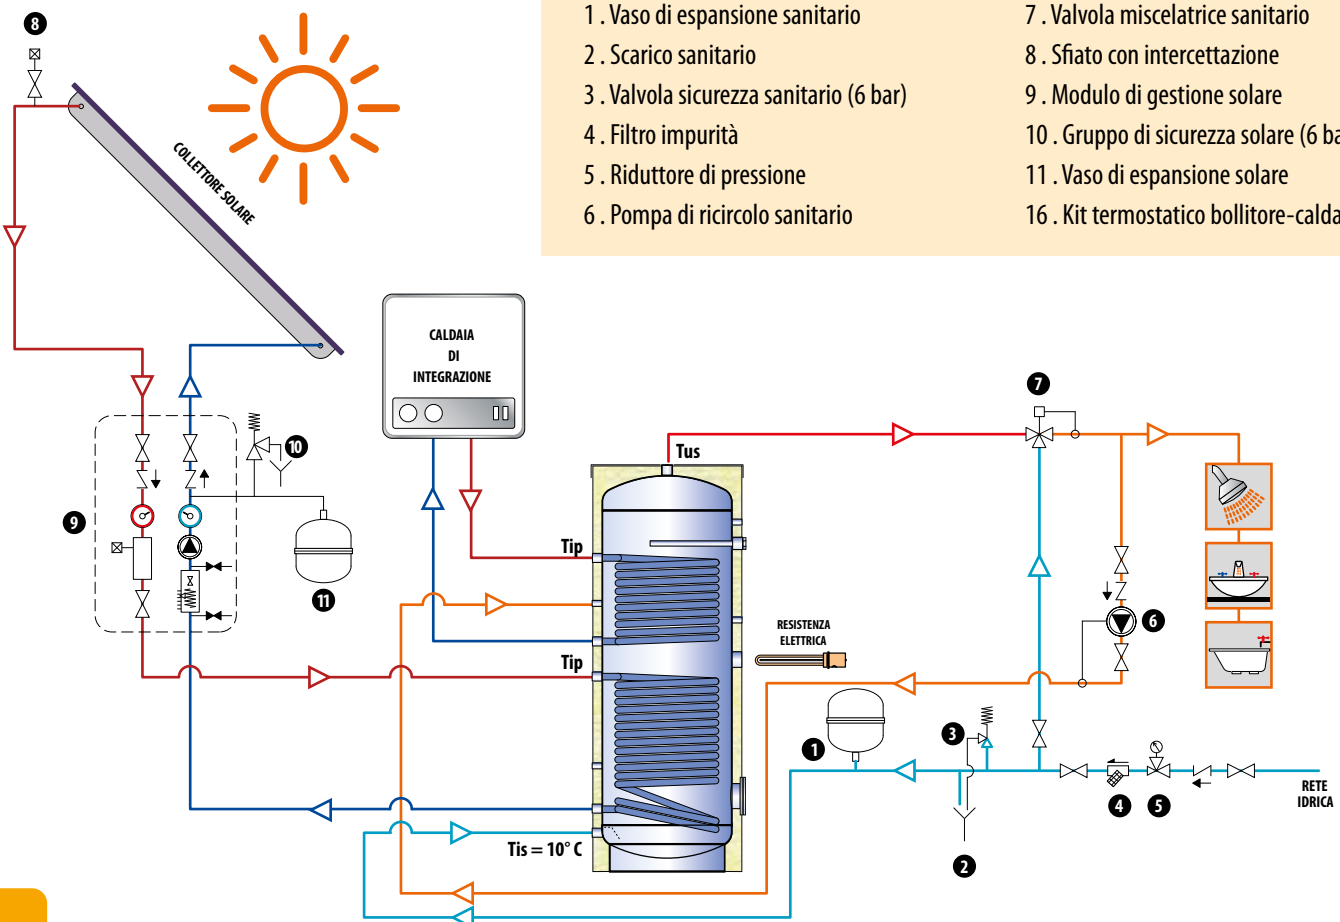 1 . Vaso di espansione sanitario
2 . Scarico sanitario
3 . Valvola sicurezza sanitario (6 bar)
4 . Filtro impurità
5 . Riduttore di pressione
6 . Pompa di ricircolo sanitario
7 . Valvola miscelatrice sanitario
8 . Sfiato con intercettazione
9 . Modulo di gestione solare
10 . Gruppo di sicurezza solare (6 ba
11 . Vaso di espansione solare
16 . Kit termostatico bollitore-calda
8
COLLETTORE SOLARE
CALDAIA
DI
INTEGRAZIONE
7
10
Tus
9
Tip
11
RESISTENZA
ELETTRICA
6
Tip
1
3
4
5
RETE
IDRICA
Tis = 10° C
2